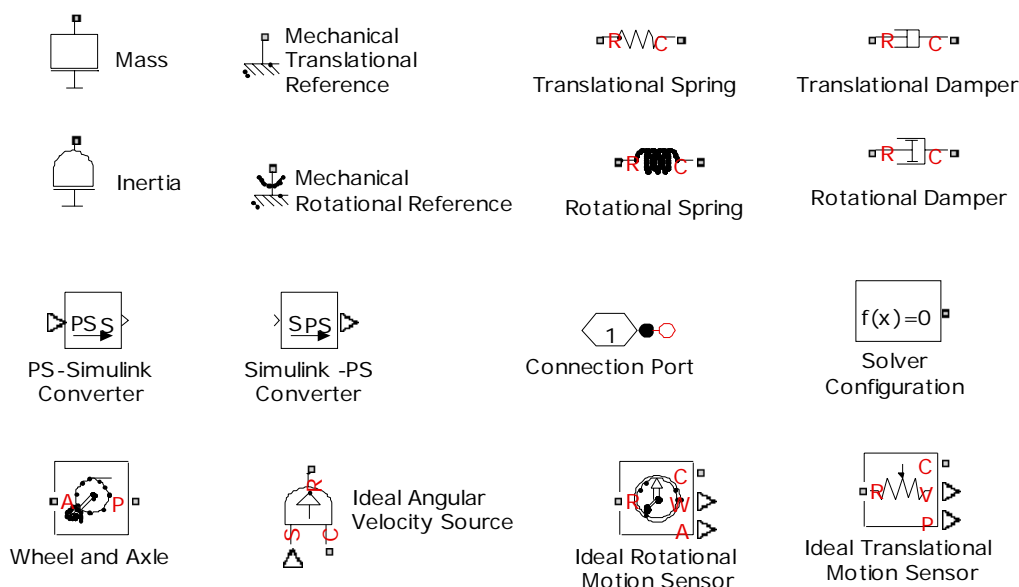 Mass
Mechanical
Translational
Reference
R C
Translational Spring
R C
Translational Damper
Inertia
Mechanical
Rotational Reference
R C
Rotational Spring
R C
Rotational Damper
PS S
PS-Simulink
Converter
S PS
Simulink -PS
Converter
1
Connection Port
f(x)=0
Solver
Configuration
A P
Wheel and Axle
R
S C
Ideal Angular
Velocity Source
C
R W
A
Ideal Rotational
Motion Sensor
C
R V
P
Ideal Translational
Motion Sensor